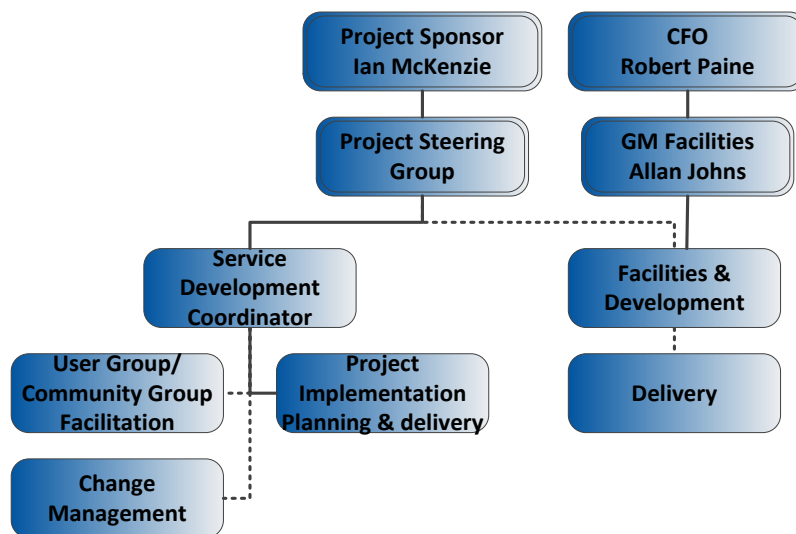 Project Sponsor
Ian McKenzie
CFO
Robert Paine
Project Steering
Group
GM Facilities
Allan Johns
Service
Development
Coordinator
Facilities &
Development
User Group/
Community Group
Facilitation
Project
Implementation
Planning & delivery
Delivery
Change
Management